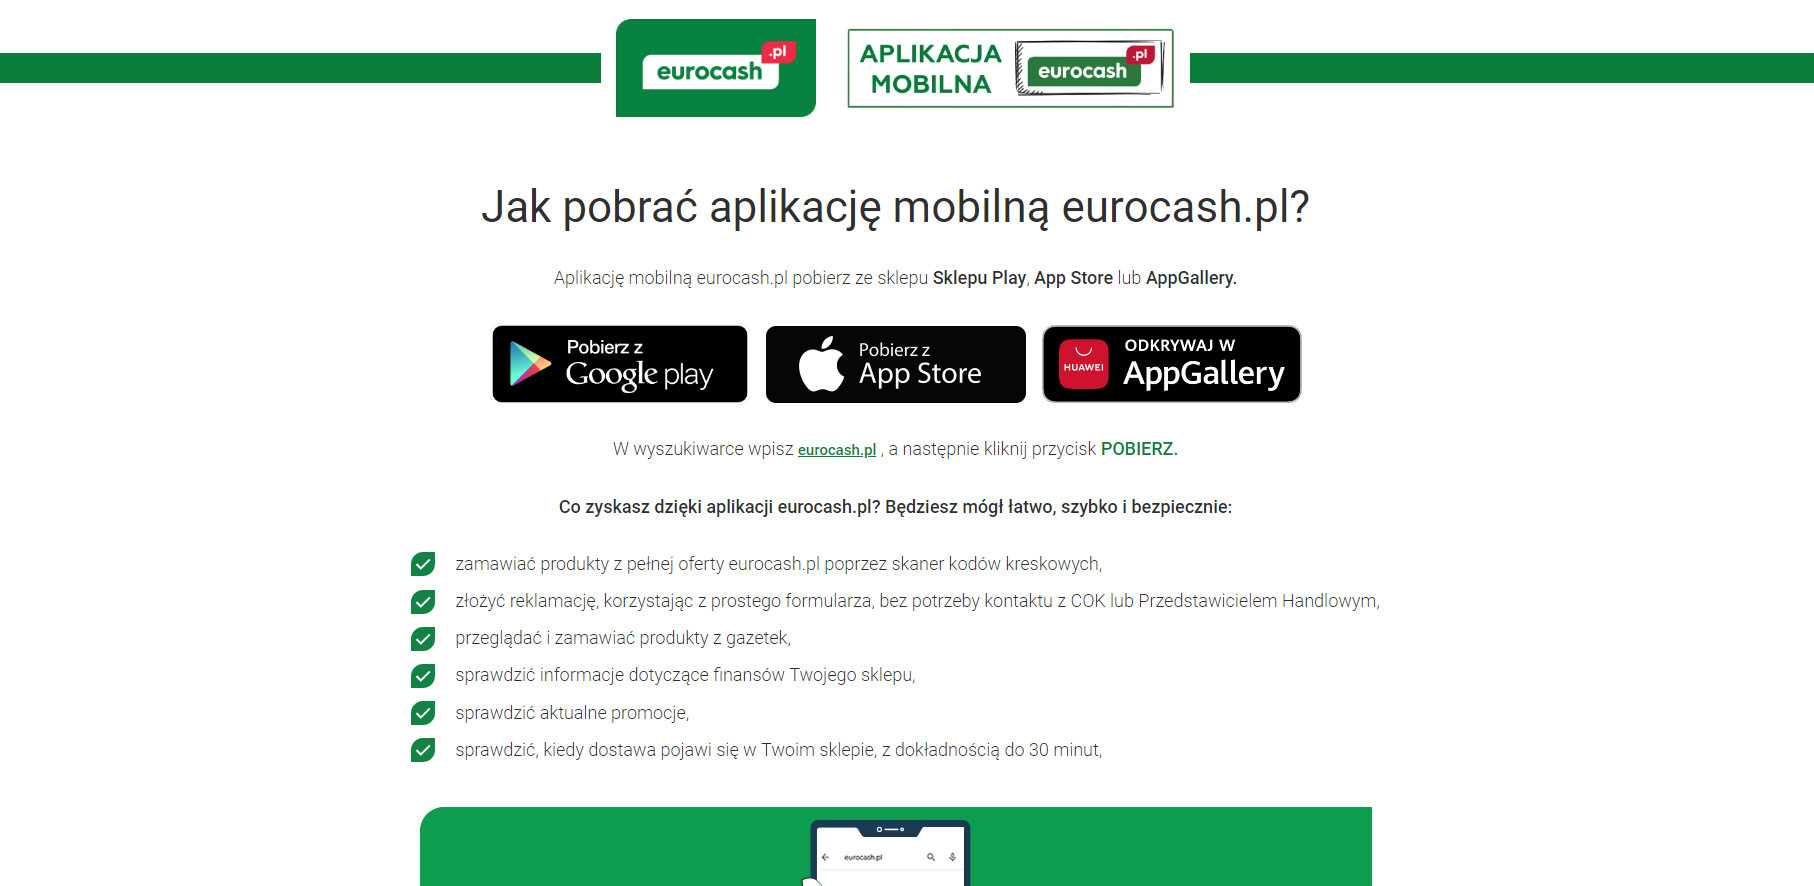 eurocash .pl
APLIKACJA
MOBILNA
eurocash .pl
Jak pobrać aplikację mobilną eurocash.pl?
Aplikację mobilną eurocash.pl pobierz ze sklepu Sklepu Play, App Store lub AppGallery.
Pobierz z
Google play
Pobierz z
App Store
HUAWEI
ODKRYWAJ W
AppGallery
W wyszukiwarce wpisz eurocash.pl , a następnie kliknij przycisk POBIERZ.
Co zyskasz dzięki aplikacji eurocash.pl? Będziesz mógł łatwo, szybko i bezpiecznie:
zamawiać produkty z pełnej oferty eurocash.pl poprzez skaner kodów kreskowych,
złożyć reklamację, korzystając z prostego formularza, bez potrzeby kontaktu z COK lub Przedstawicielem Handlowym,
przeglądać i zamawiać produkty z gazetek,
sprawdzić informacje dotyczące finansów Twojego sklepu,
sprawdzić aktualne promocje,
sprawdzić, kiedy dostawa pojawi się w Twoim sklepie, z dokładnością do 30 minut,
eurocash.pl